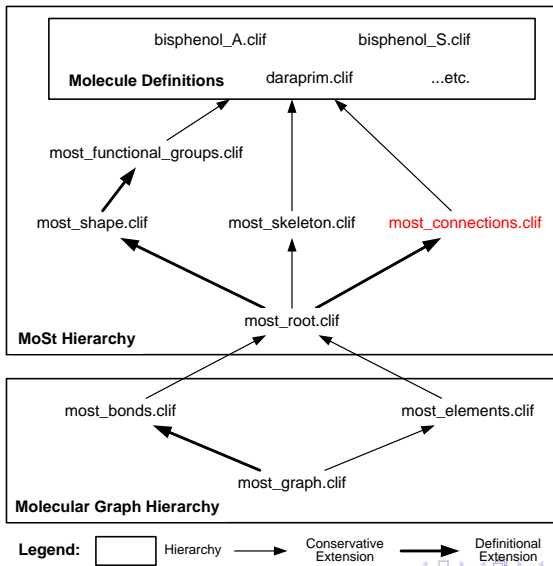 bisphenol_A.clif bisphenol_S.clif
Molecule Definitions daraprim.clif ...etc.
most_functional_groups.clif
most_shape.clif most_skeleton.clif most_connections.clif
most_root.clif
MoSt Hierarchy
most_bonds.clif most_elements.clif
most_graph.clif
Molecular Graph Hierarchy
Legend: Hierarchy Conservative Extension Definitional Extension